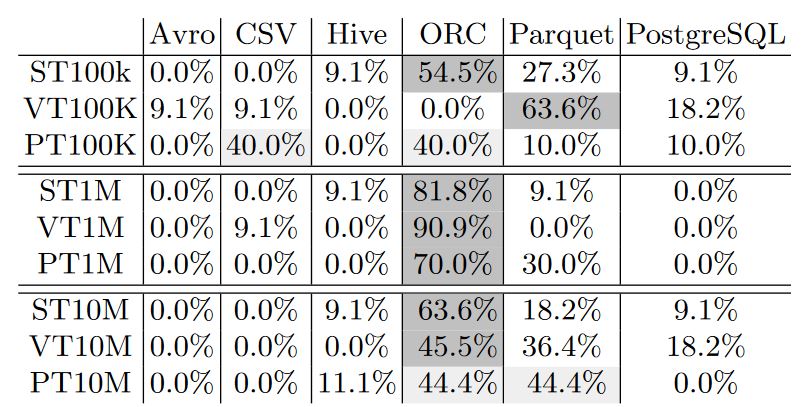 Avro CSV Hive ORC Parquet PostgreSQL
ST100k 0.0% 0.0% 9.1% 54.5% 27.3% 9.1%
VT100K 9.1% 9.1% 0.0% 0.0% 63.6% 18.2%
PT100K 0.0% 40.0% 0.0% 40.0% 10.0% 10.0%
ST1M 0.0% 0.0% 9.1% 81.8% 9.1% 0.0%
VT1M 0.0% 9.1% 0.0% 90.9% 0.0% 0.0%
PT1M 0.0% 0.0% 0.0% 70.0% 30.0% 0.0%
ST10M 0.0% 0.0% 9.1% 63.6% 18.2% 9.1%
VT10M 0.0% 0.0% 0.0% 45.5% 36.4% 18.2%
PT10M 0.0% 0.0% 11.1% 44.4% 44.4% 0.0%